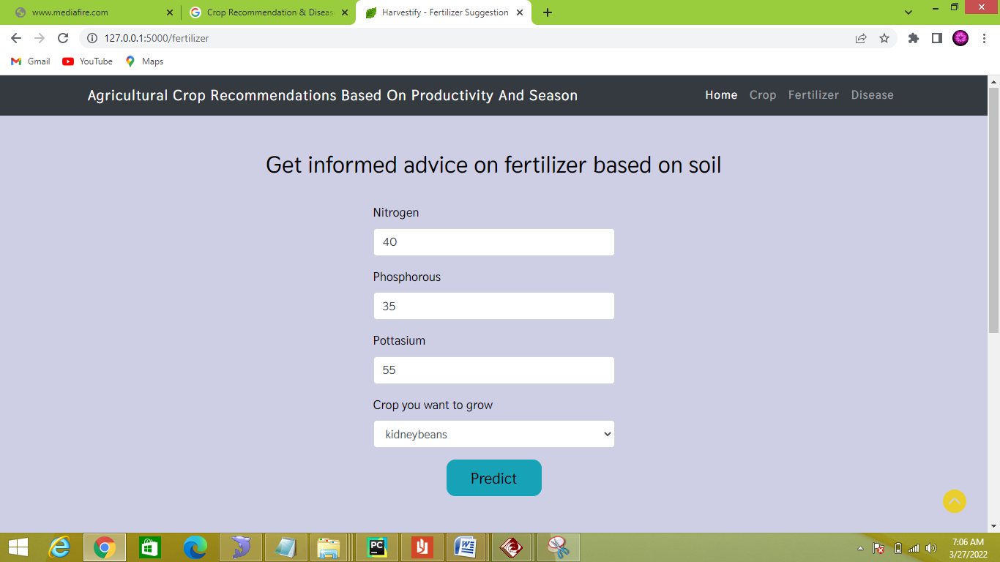 www.mediafire.com
Crop Recommendation & Diseas
Harvestify - Fertilizer Suggestion
127.0.0.1:5000/fertilizer
Gmail YouTube Maps
Agricultural Crop Recommendations Based On Productivity And Season
Home Crop Fertilizer Disease
Get informed advice on fertilizer based on soil
Nitrogen
40
Phosphorous
35
Pottasium
55
Crop you want to grow
kidneybeans
Predict
PC
7:06 AM
3/27/2022